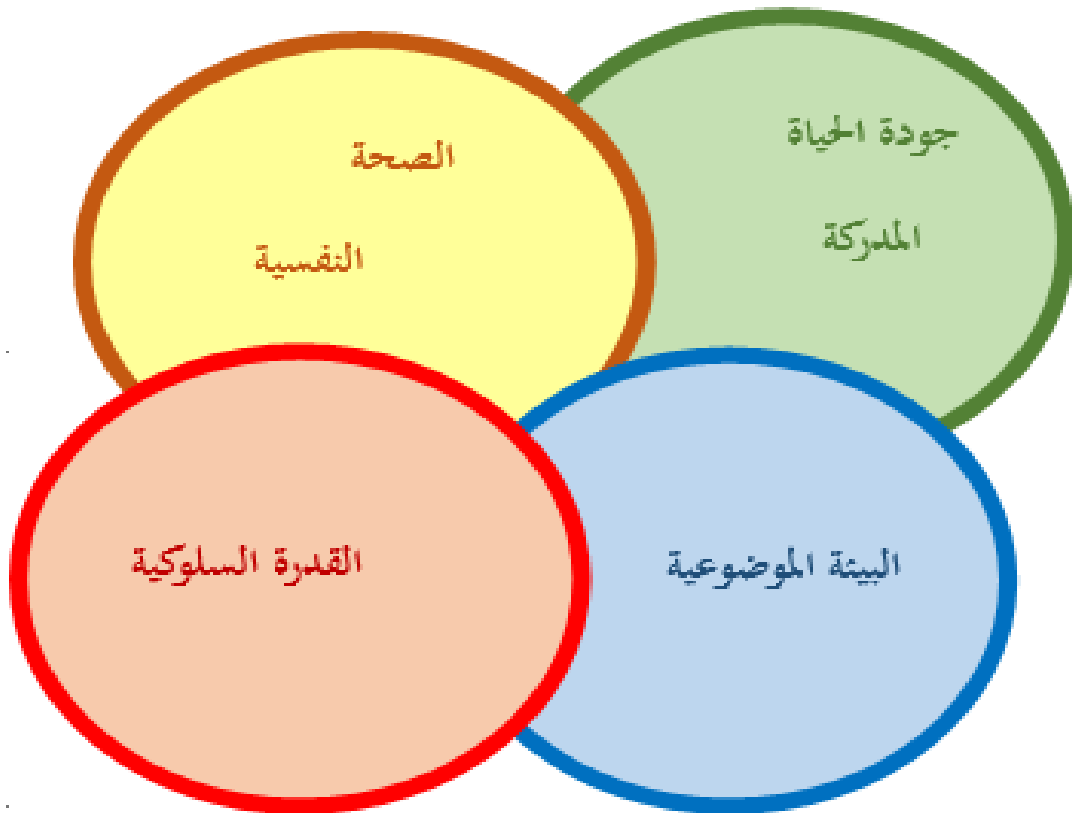 جودة الحياة
المدركة
الصحة
النفسية
البيئة الموضوعية
القدرة السلوكية